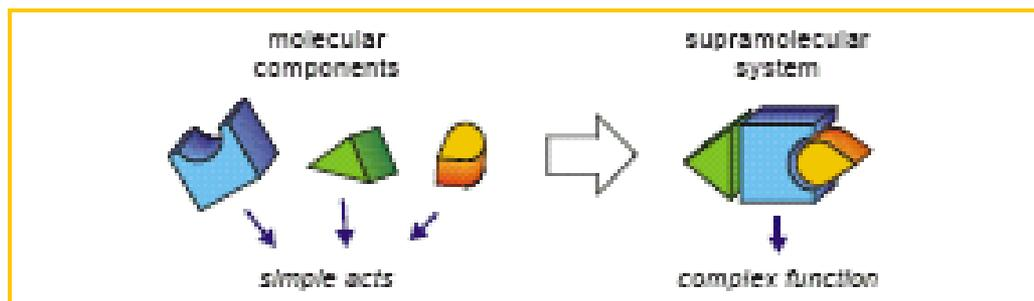 molecular
components
supramolecular
system
simple acts
complex function